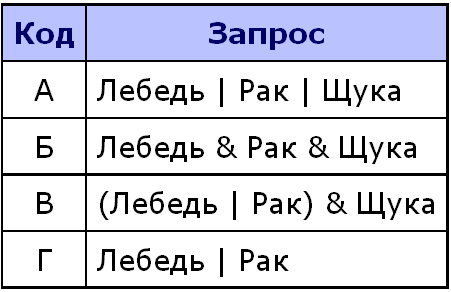 Код Запрос
А Лебедь | Рак | Щука
Б Лебедь & Рак & Щука
В (Лебедь | Рак) & Щука
Г Лебедь | Рак